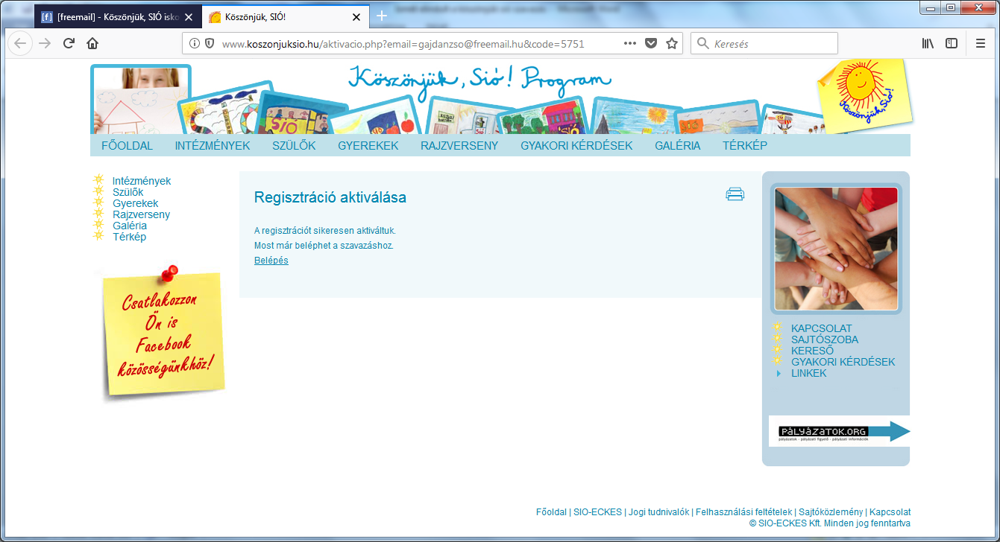 [freemail] - Köszönjük, SIÓ isko
Köszönjük, SIÓ!
www.koszonjuksio.hu/aktivacio.php?email=gajdanzso@freemail.hu&code=5751
Keresés
Köszönjük, Sió! Program
Köszönjük, Sió!
SIÓ
FŐOLDAL INTÉZMÉNYEK SZÜLŐK GYEREKEK RAJZVERSENY GYAKORI KÉRDÉSEK GALÉRIA TÉRKÉP
Intézmények
Szülők
Gyerekek
Rajzverseny
Galéria
Térkép
Csatlakozzon
Ön is
Facebook
közösségünkhöz!
Regisztráció aktiválása
A regisztrációt sikeresen aktiváltuk.
Most már beléphet a szavazáshoz.
Belépés
KAPCSOLAT
SAJTÓSZOBA
KERESŐ
GYAKORI KÉRDÉSEK
LINKEK
PÁLYÁZATOK.ORG
pályázatok - pályázati figyelő - pályázati információk
Főoldal | SIO-ECKES | Jogi tudnivalók | Felhasználási feltételek | Sajtóközlemény | Kapcsolat
© SIO-ECKES Kft. Minden jog fenntartva